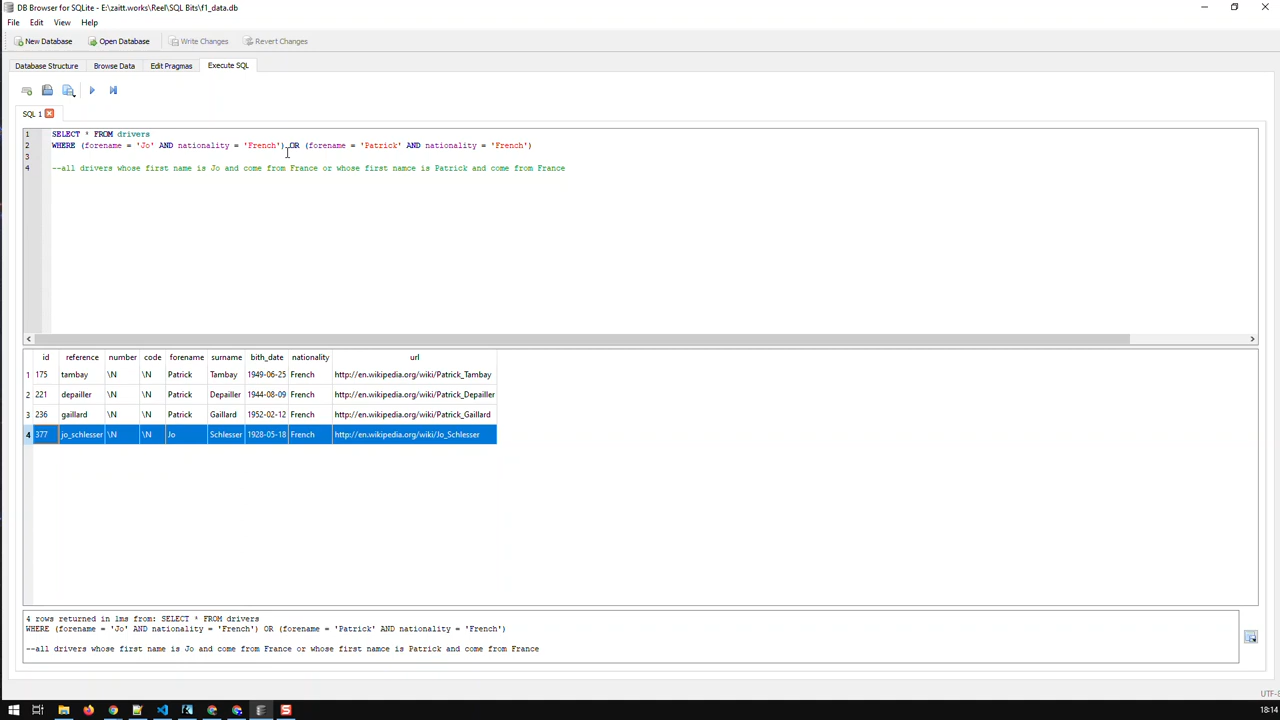 DB Browser for SQLite - E:\zaitt.works\Reel\SQL Bits\f1_data.db
File Edit View Help
New Database Open Database Write Changes Revert Changes
Database Structure Browse Data Edit Pragmas Execute SQL
SQL 1
1 SELECT * FROM drivers
2 WHERE (forename = 'Jo' AND nationality = 'French') OR (forename = 'Patrick' AND nationality = 'French')
3
4 --all drivers whose first name is Jo and come from France or whose first namce is Patrick and come from France
id reference number code forename surname bith_date nationality url
1 175 tambay \N \N Patrick Tambay 1949-06-25 French http://en.wikipedia.org/wiki/Patrick_Tambay
2 221 depailler \N \N Patrick Depailler 1944-08-09 French http://en.wikipedia.org/wiki/Patrick_Depailler
3 236 gaillard \N \N Patrick Gaillard 1952-02-12 French http://en.wikipedia.org/wiki/Patrick_Gaillard
4 377 jo_schlesser \N \N Jo Schlesser 1928-05-18 French http://en.wikipedia.org/wiki/Jo_Schlesser
4 rows returned in 1ms from: SELECT * FROM drivers
WHERE (forename = 'Jo' AND nationality = 'French') OR (forename = 'Patrick' AND nationality = 'French')
--all drivers whose first name is Jo and come from France or whose first namce is Patrick and come from France
UTF-8
18:14